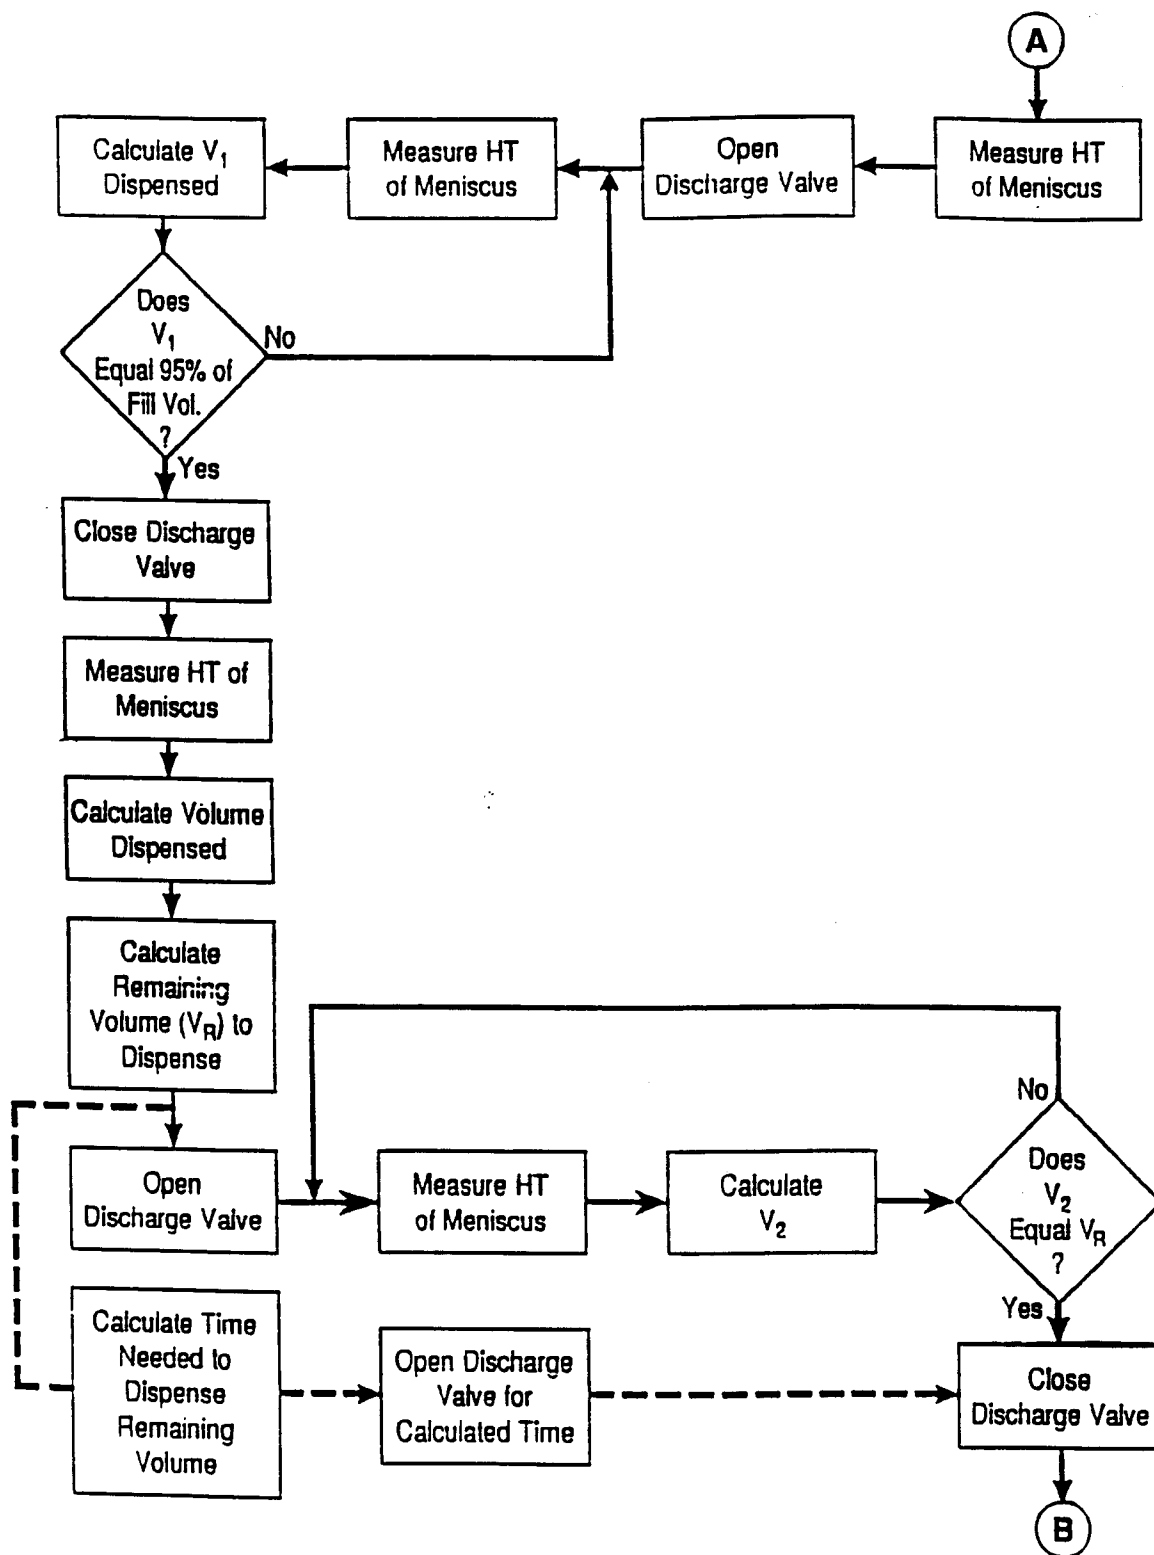 A
Measure HT
of Meniscus
Open
Discharge Valve
Measure HT
of Meniscus
Calculate V₁
Dispensed
Does
V₁
Equal 95% of
Fill Vol.
?
No
Yes
Close Discharge
Valve
Measure HT of
Meniscus
Calculate Volume
Dispensed
Calculate
Remaining
Volume (V_R) to
Dispense
Open
Discharge Valve
Measure HT
of Meniscus
Calculate
V₂
Does
V₂
Equal V_R
?
No
Yes
Calculate Time
Needed to
Dispense
Remaining
Volume
Open Discharge
Valve for
Calculated Time
Close
Discharge Valve
B